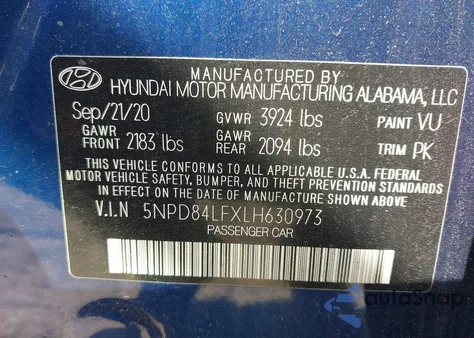 MANUFACTURED BY
HYUNDAI MOTOR MANUFACTURING ALABAMA, LLC
Sep/21/20 GVWR 3924 lbs PAINT VU
GAWR FRONT 2183 lbs GAWR REAR 2094 lbs TRIM PK
THIS VEHICLE CONFORMS TO ALL APPLICABLE U.S.A. FEDERAL
MOTOR VEHICLE SAFETY, BUMPER, AND THEFT PREVENTION STANDARDS
IN EFFECT ON THE DATE OF MANUFACTURE SHOWN ABOVE.
V.I.N 5NPD84LFXLH630973
PASSENGER CAR
autoSnap